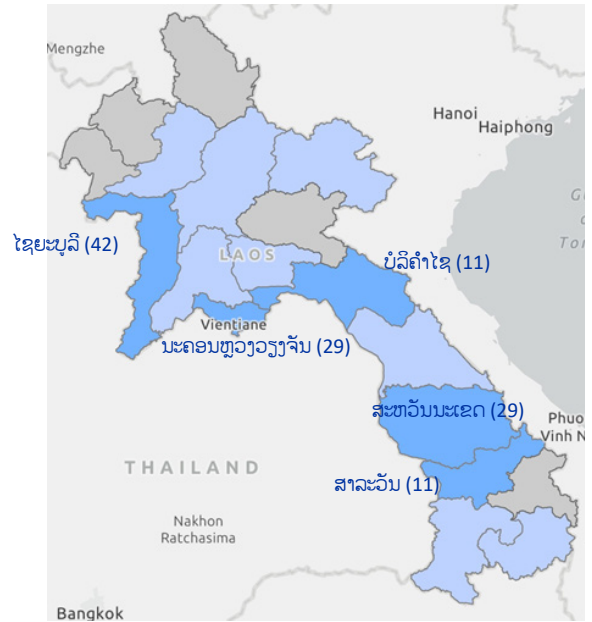 Mengzhe
Hanoi
Haiphong
ໄຊຍະບູລີ (42)
LAOS
ບໍລິຄຳໄຊ (11)
Vientiane
ນະຄອນຫຼວງວຽງຈັນ (29)
ສະຫວັນນະເຂດ (29)
Phuo
Vinh N
THAILAND
ສາລະວັນ (11)
Nakhon
Ratchasima
Bangkok